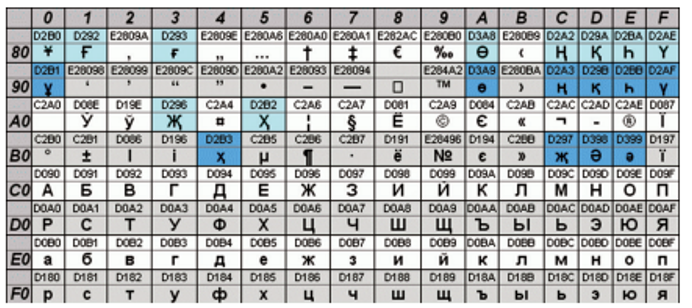 0 1 2 3 4 5 6 7 8 9 A B C D E F
D2B0 D292 E2809A D293 E2809E E280A6 E280A0 E280A1 E282AC E280B0 D3A8 E280B9 D2A2 D29A D2BA D2AE
80 Ұ Ғ ‚ ғ „ … † ‡ € ‰ Ө ‹ Ң Қ Һ Ү
D2B1 E28098 E28099 E2809C E2809D E280A2 E28093 E28094 E284A2 D3A9 E280BA D2A3 D29B D2BB D2AF
90 ұ ‘ ’ “ ” • – — □ ™ ө › ң қ һ ү
C2A0 D08E D19E D296 C2A4 D2B2 C2A6 C2A7 D081 C2A9 D084 C2AB C2AC C2AD C2AE D087
A0 Ў ў Җ ¤ Ҳ ¦ § Ё © Є « ¬ - ® Ї
C2B0 C2B1 D086 D196 D2B3 C2B5 C2B6 C2B7 D191 E28496 D194 C2BB D297 D398 D399 D197
B0 ° ± І і ҳ µ ¶ · ё № є » җ Ә ә ї
D090 D091 D092 D093 D094 D095 D096 D097 D098 D099 D09A D09B D09C D09D D09E D09F
C0 А Б В Г Д Е Ж З И Й К Л М Н О П
D0A0 D0A1 D0A2 D0A3 D0A4 D0A5 D0A6 D0A7 D0A8 D0A9 D0AA D0AB D0AC D0AD D0AE D0AF
D0 Р С Т У Ф Х Ц Ч Ш Щ Ъ Ы Ь Э Ю Я
D0B0 D0B1 D0B2 D0B3 D0B4 D0B5 D0B6 D0B7 D0B8 D0B9 D0BA D0BB D0BC D0BD D0BE D0BF
E0 а б в г д е ж з и й к л м н о п
D180 D181 D182 D183 D184 D185 D186 D187 D188 D189 D18A D18B D18C D18D D18E D18F
F0 р с т у ф х ц ч ш щ ъ ы ь э ю я